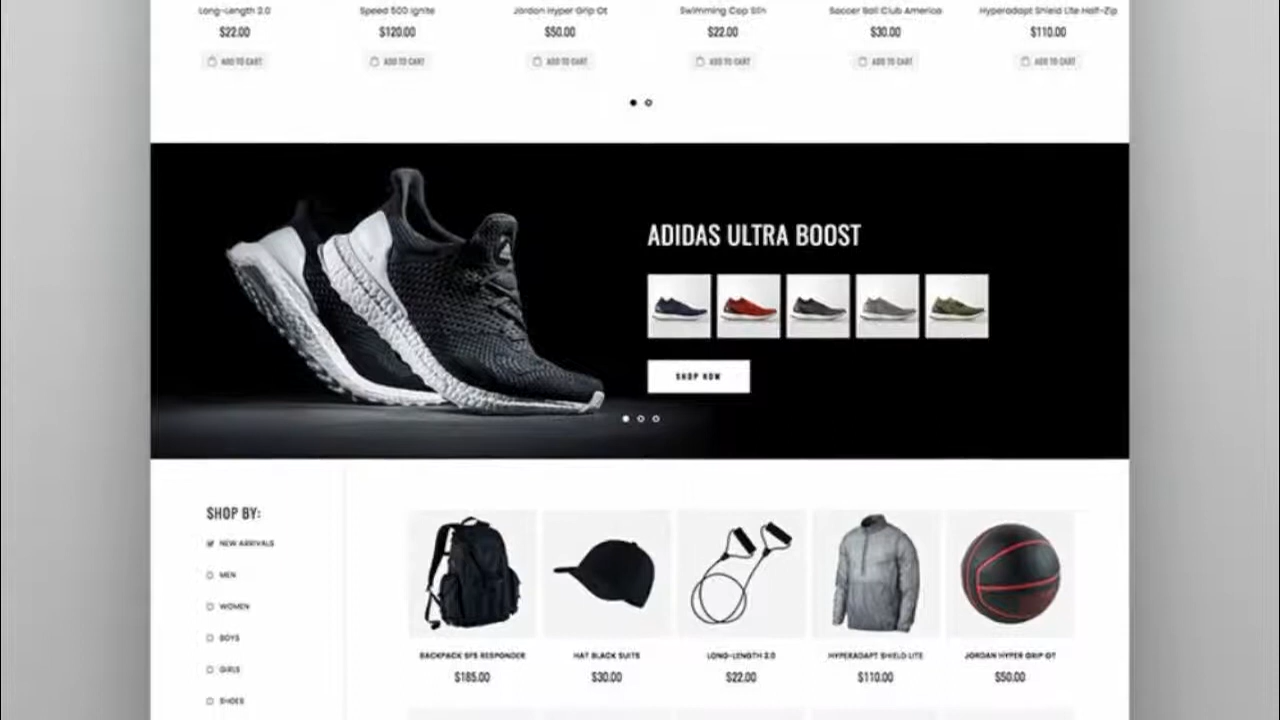 Long-Length 2.0
Speed 500 Ignite
Jordan Hyper Grip Ot
Swimming Cap Slin
Soccer Ball Club America
Hyperadapt Shield Lite Half-Zip
$22.00
$120.00
$50.00
$22.00
$30.00
$110.00
ADD TO CART
ADD TO CART
ADD TO CART
ADD TO CART
ADD TO CART
ADD TO CART
ADIDAS ULTRA BOOST
SHOP NOW
SHOP BY:
NEW ARRIVALS
MEN
WOMEN
BOYS
GIRLS
SHOES
BACKPACK SFS RESPONDER
HAT BLACK SUITS
LONG-LENGTH 2.0
HYPERADAPT SHIELD LITE
JORDAN HYPER GRIP OT
$185.00
$30.00
$22.00
$110.00
$50.00